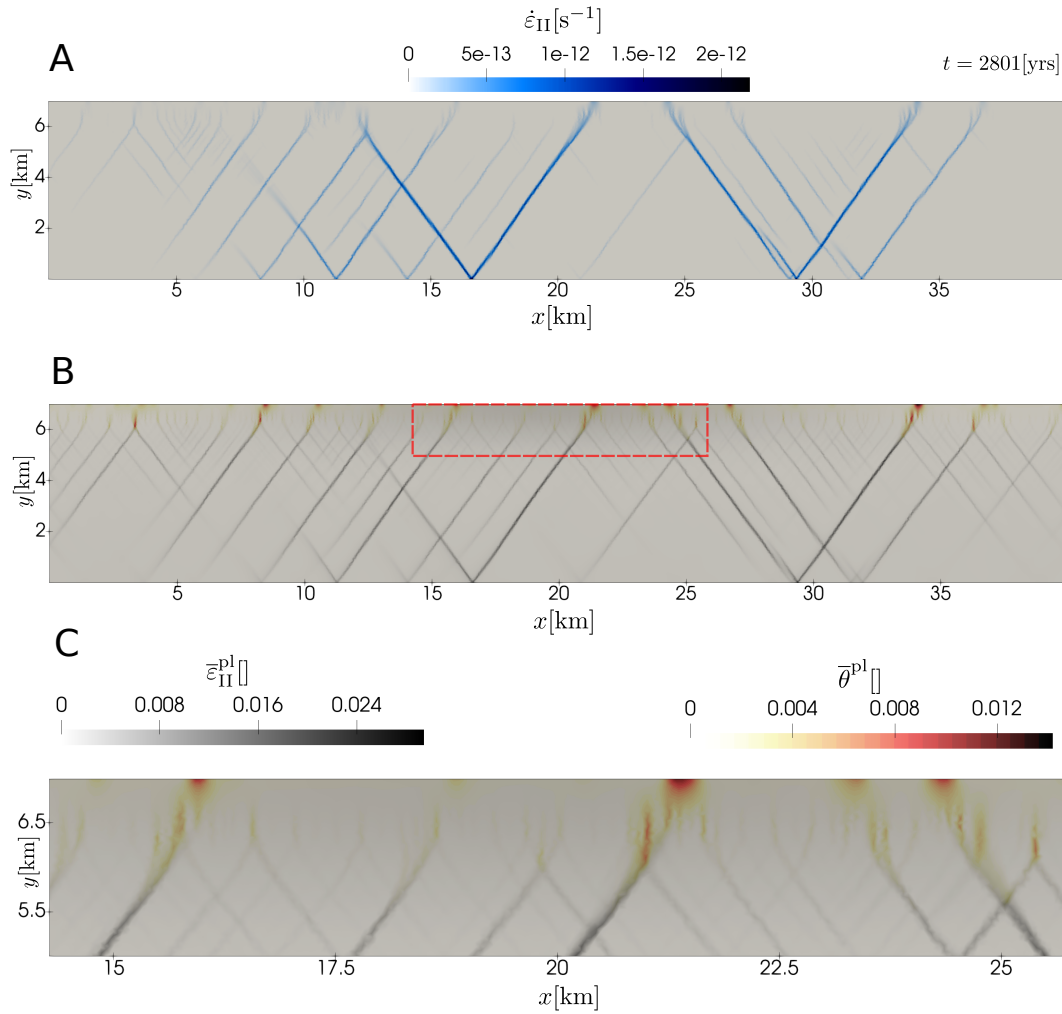 ε̇_II[s⁻¹]
A
0 5e-13 1e-12 1.5e-12 2e-12
t = 2801[yrs]
6
4
2
y[km]
5 10 15 20 25 30 35
x[km]
B
6
4
2
y[km]
5 10 15 20 25 30 35
x[km]
C
ε̅_II^pl[] θ̅^pl[]
0 0.008 0.016 0.024 0 0.004 0.008 0.012
6.5
5.5
y[km]
15 17.5 20 22.5 25
x[km]